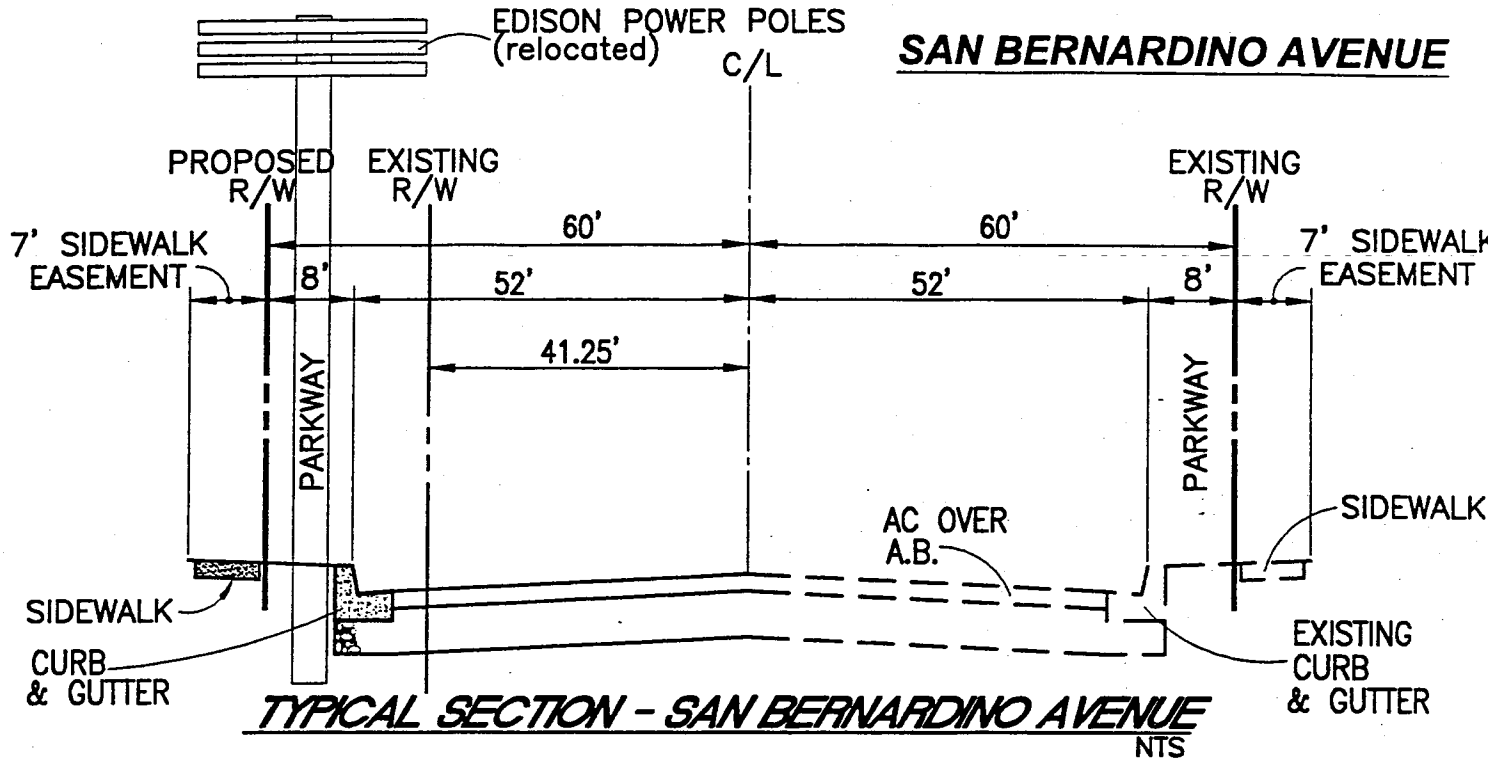 EDISON POWER POLES
(relocated)
C/L
SAN BERNARDINO AVENUE
PROPOSED
R/W
EXISTING
R/W
EXISTING
R/W
60'
60'
7' SIDEWALK
EASEMENT
8'
52'
52'
8'
7' SIDEWALK
EASEMENT
41.25'
PARKWAY
PARKWAY
AC OVER
A.B.
SIDEWALK
SIDEWALK
CURB
& GUTTER
EXISTING
CURB
& GUTTER
TYPICAL SECTION - SAN BERNARDINO AVENUE
NTS